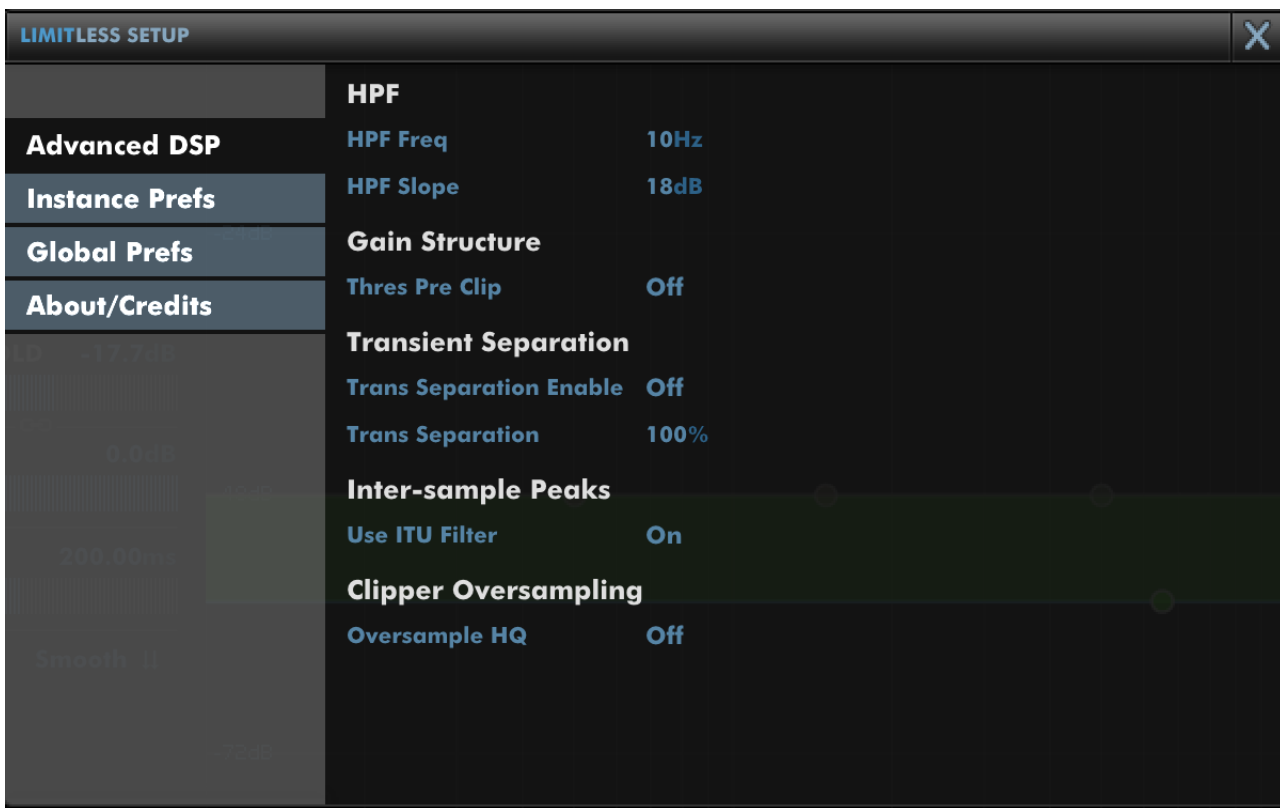 LIMITLESS SETUP
X
Advanced DSP
Instance Prefs
Global Prefs
About/Credits
HPF
HPF Freq 10Hz
HPF Slope 18dB
Gain Structure
Thres Pre Clip Off
Transient Separation
Trans Separation Enable Off
Trans Separation 100%
Inter-sample Peaks
Use ITU Filter On
Clipper Oversampling
Oversample HQ Off
-17.7dB
0.0dB
200.00ms
Smooth
-72dB